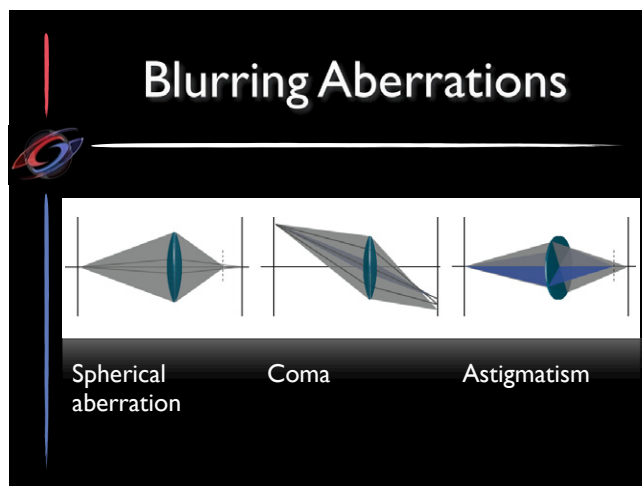 Blurring Aberrations
Spherical
aberration
Coma
Astigmatism